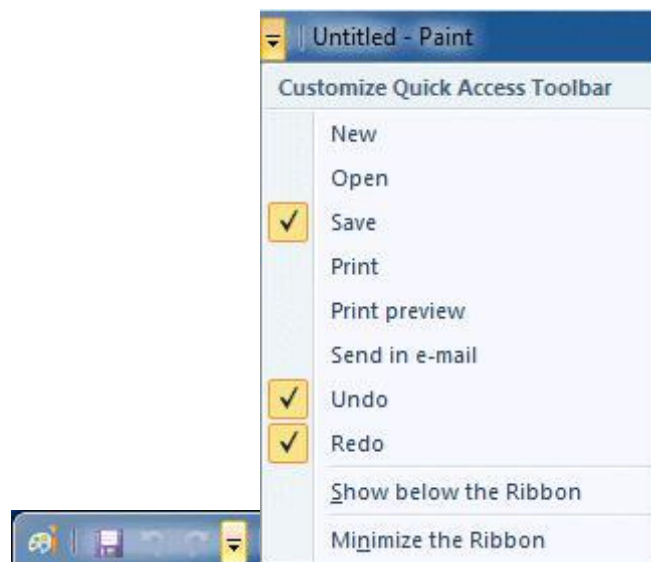 Untitled - Paint
Customize Quick Access Toolbar
New
Open
Save
Print
Print preview
Send in e-mail
Undo
Redo
Show below the Ribbon
Minimize the Ribbon